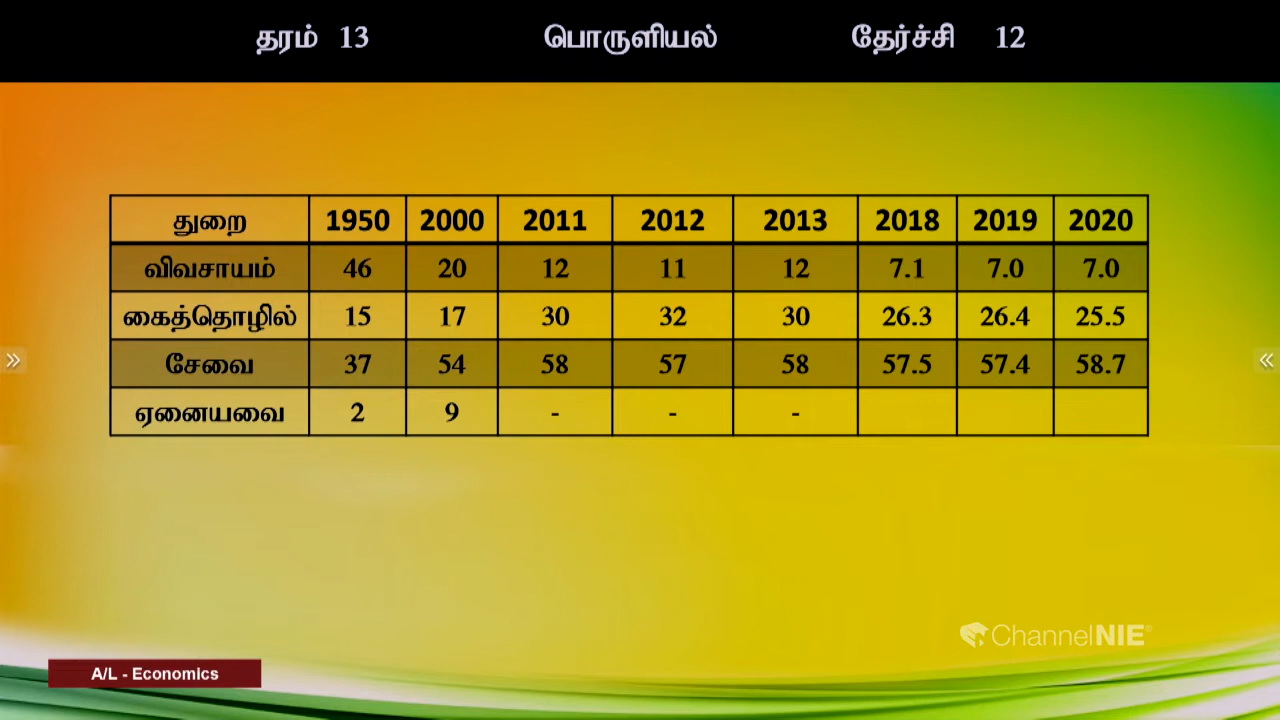 தரம் 13 பொருளியல் தேர்ச்சி 12
துறை 1950 2000 2011 2012 2013 2018 2019 2020
விவசாயம் 46 20 12 11 12 7.1 7.0 7.0
கைத்தொழில் 15 17 30 32 30 26.3 26.4 25.5
சேவை 37 54 58 57 58 57.5 57.4 58.7
ஏனையவை 2 9 - - -
ChannelNIE
A/L - Economics